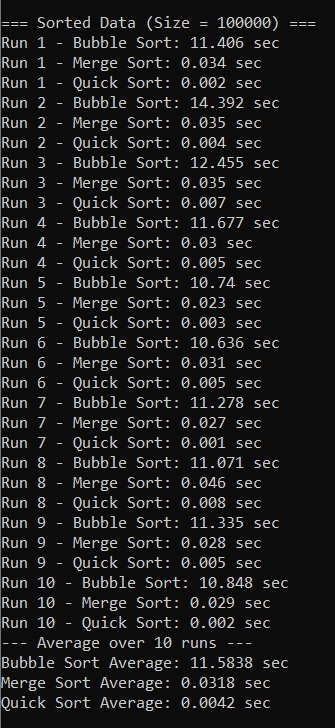 === Sorted Data (Size = 100000) ===
Run 1 - Bubble Sort: 11.406 sec
Run 1 - Merge Sort: 0.034 sec
Run 1 - Quick Sort: 0.002 sec
Run 2 - Bubble Sort: 14.392 sec
Run 2 - Merge Sort: 0.035 sec
Run 2 - Quick Sort: 0.004 sec
Run 3 - Bubble Sort: 12.455 sec
Run 3 - Merge Sort: 0.035 sec
Run 3 - Quick Sort: 0.007 sec
Run 4 - Bubble Sort: 11.677 sec
Run 4 - Merge Sort: 0.03 sec
Run 4 - Quick Sort: 0.005 sec
Run 5 - Bubble Sort: 10.74 sec
Run 5 - Merge Sort: 0.023 sec
Run 5 - Quick Sort: 0.003 sec
Run 6 - Bubble Sort: 10.636 sec
Run 6 - Merge Sort: 0.031 sec
Run 6 - Quick Sort: 0.005 sec
Run 7 - Bubble Sort: 11.278 sec
Run 7 - Merge Sort: 0.027 sec
Run 7 - Quick Sort: 0.001 sec
Run 8 - Bubble Sort: 11.071 sec
Run 8 - Merge Sort: 0.046 sec
Run 8 - Quick Sort: 0.008 sec
Run 9 - Bubble Sort: 11.335 sec
Run 9 - Merge Sort: 0.028 sec
Run 9 - Quick Sort: 0.005 sec
Run 10 - Bubble Sort: 10.848 sec
Run 10 - Merge Sort: 0.029 sec
Run 10 - Quick Sort: 0.002 sec
--- Average over 10 runs ---
Bubble Sort Average: 11.5838 sec
Merge Sort Average: 0.0318 sec
Quick Sort Average: 0.0042 sec